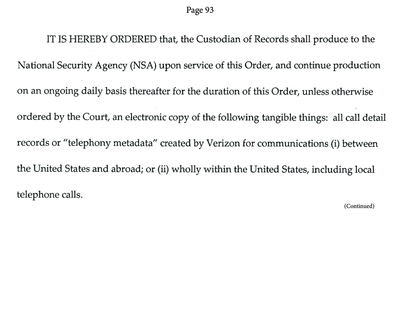 Page 93
IT IS HEREBY ORDERED that, the Custodian of Records shall produce to the
National Security Agency (NSA) upon service of this Order, and continue production
on an ongoing daily basis thereafter for the duration of this Order, unless otherwise
ordered by the Court, an electronic copy of the following tangible things: all call detail
records or "telephony metadata" created by Verizon for communications (i) between
the United States and abroad; or (ii) wholly within the United States, including local
telephone calls.
(Continued)